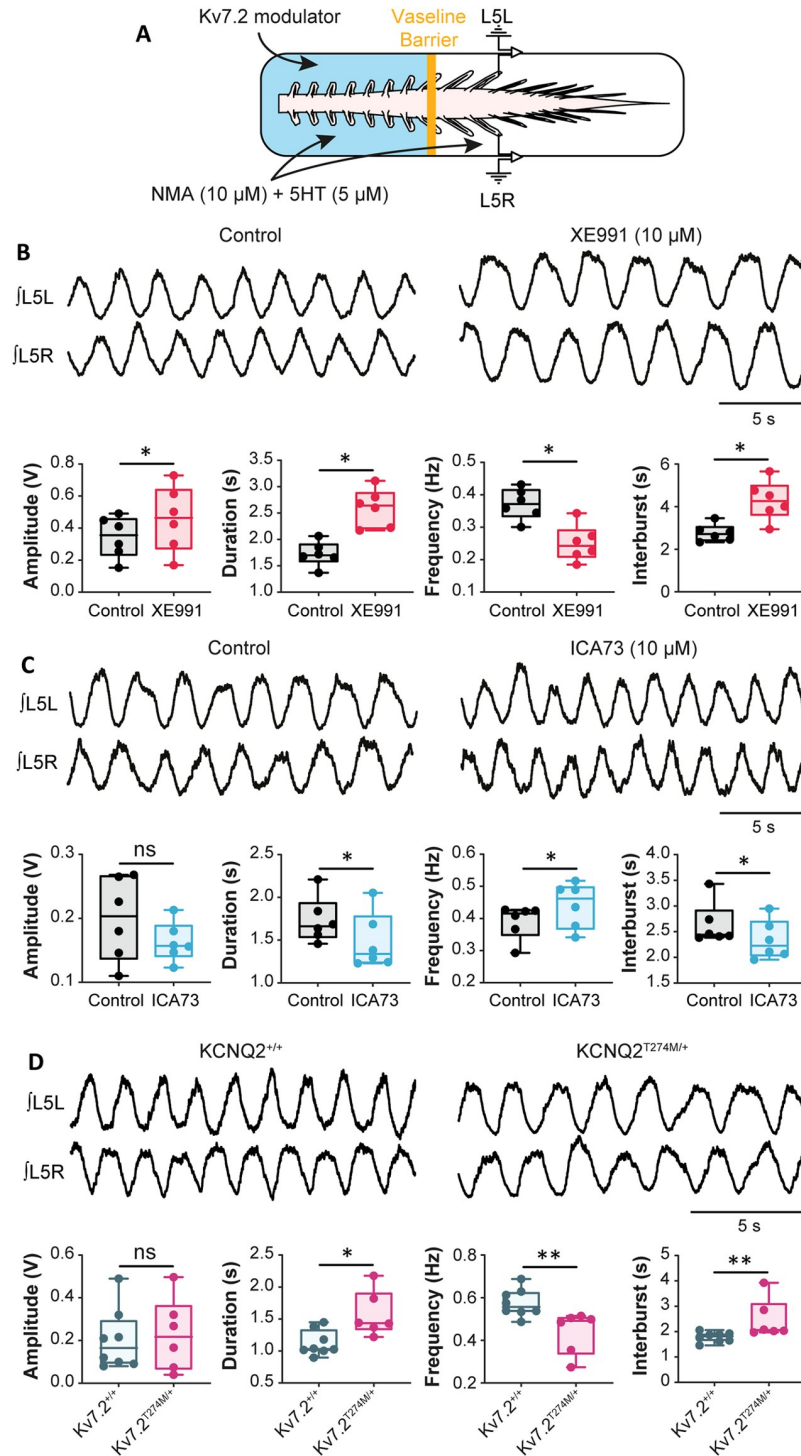 A
Kv7.2 modulator
Vaseline
Barrier
L5L
NMA (10 µM) + 5HT (5 µM)
L5R
B
Control
XE991 (10 µM)
∫L5L
∫L5R
5 s
Amplitude (V)
0.8
0.6
0.4
0.2
0.0
*
Control XE991
Duration (s)
3.5
3.0
2.5
2.0
1.5
1.0
*
Control XE991
Frequency (Hz)
0.5
0.4
0.3
0.2
0.1
*
Control XE991
Interburst (s)
6
4
2
0
*
Control XE991
C
Control
ICA73 (10 µM)
∫L5L
∫L5R
5 s
Amplitude (V)
0.3
0.2
0.1
ns
Control ICA73
Duration (s)
2.5
2.0
1.5
1.0
*
Control ICA73
Frequency (Hz)
0.6
0.5
0.4
0.3
0.2
*
Control ICA73
Interburst (s)
4.0
3.5
3.0
2.5
2.0
1.5
*
Control ICA73
D
KCNQ2+/+
KCNQ2T274M/+
∫L5L
∫L5R
5 s
Amplitude (V)
0.6
0.4
0.2
0.0
ns
Kv7.2+/+
Kv7.2T274M/+
Duration (s)
2.5
2.0
1.5
1.0
0.5
*
Kv7.2+/+
Kv7.2T274M/+
Frequency (Hz)
0.8
0.6
0.4
0.2
**
Kv7.2+/+
Kv7.2T274M/+
Interburst (s)
5
4
3
2
1
0
**
Kv7.2+/+
Kv7.2T274M/+